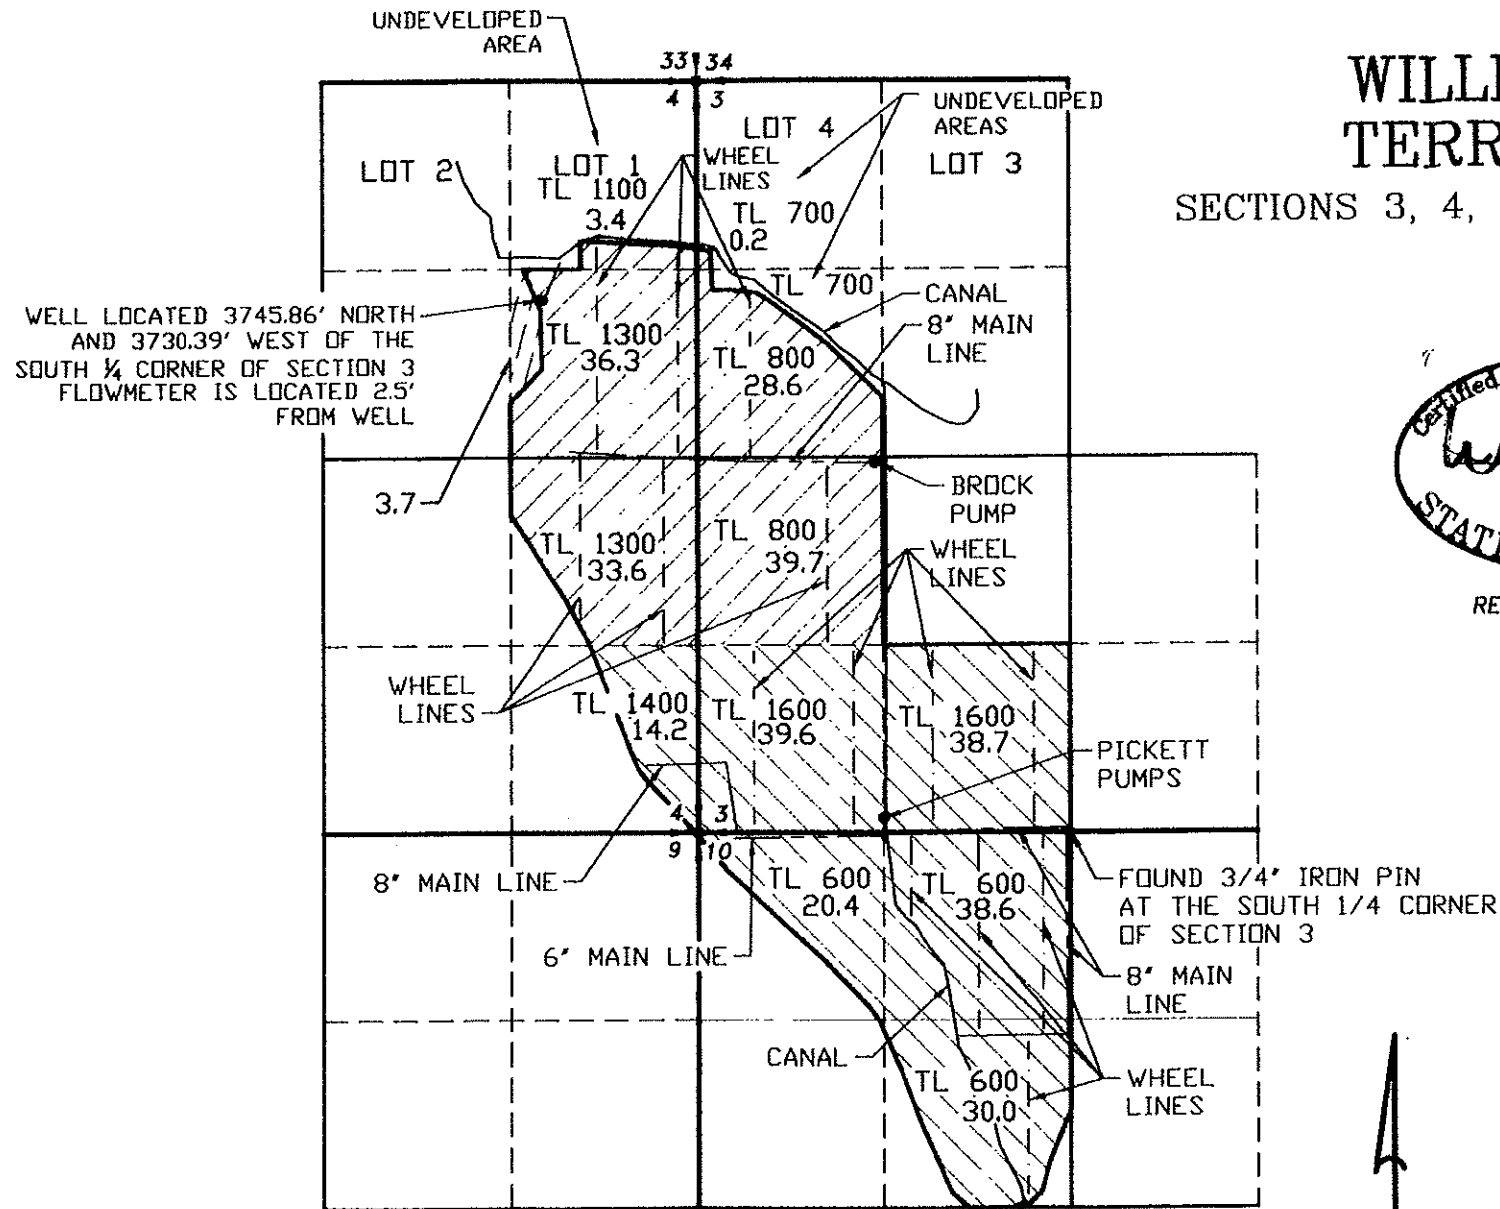 UNDEVELOPED
AREA
33 34
4 3
SECTIONS 3, 4,
UNDEVELOPED
AREAS
LOT 4
LOT 3
LOT 2
LOT 1
TL 1100
3.4
WHEEL
LINES
TL 700
0.2
TL 700
CANAL
8" MAIN
LINE
WELL LOCATED 3745.86' NORTH
AND 3730.39' WEST OF THE
SOUTH ¼ CORNER OF SECTION 3
FLOWMETER IS LOCATED 2.5'
FROM WELL
TL 1300
36.3
TL 800
28.6
Certified
3.7
BROCK
PUMP
TL 1300
33.6
TL 800
39.7
WHEEL
LINES
WHEEL
LINES
TL 1400
14.2
TL 1600
39.6
TL 1600
38.7
PICKETT
PUMPS
4 3
9 10
8" MAIN LINE
TL 600
20.4
TL 600
38.6
FOUND 3/4" IRON PIN
AT THE SOUTH 1/4 CORNER
OF SECTION 3
6" MAIN LINE
8" MAIN
LINE
CANAL
TL 600
30.0
WHEEL
LINES